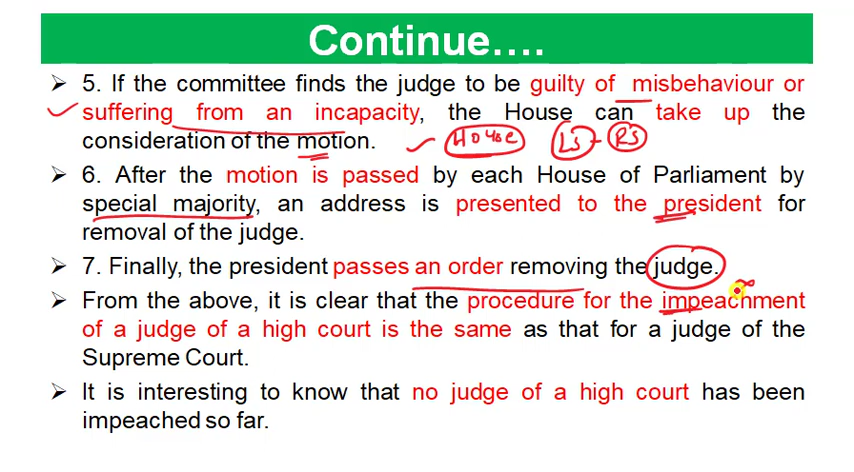 Continue….
➢ 5. If the committee finds the judge to be guilty of misbehaviour or
suffering from an incapacity, the House can take up the
consideration of the motion. House LS - RS
➢ 6. After the motion is passed by each House of Parliament by
special majority, an address is presented to the president for
removal of the judge.
➢ 7. Finally, the president passes an order removing the judge.
➢ From the above, it is clear that the procedure for the impeachment
of a judge of a high court is the same as that for a judge of the
Supreme Court.
➢ It is interesting to know that no judge of a high court has been
impeached so far.